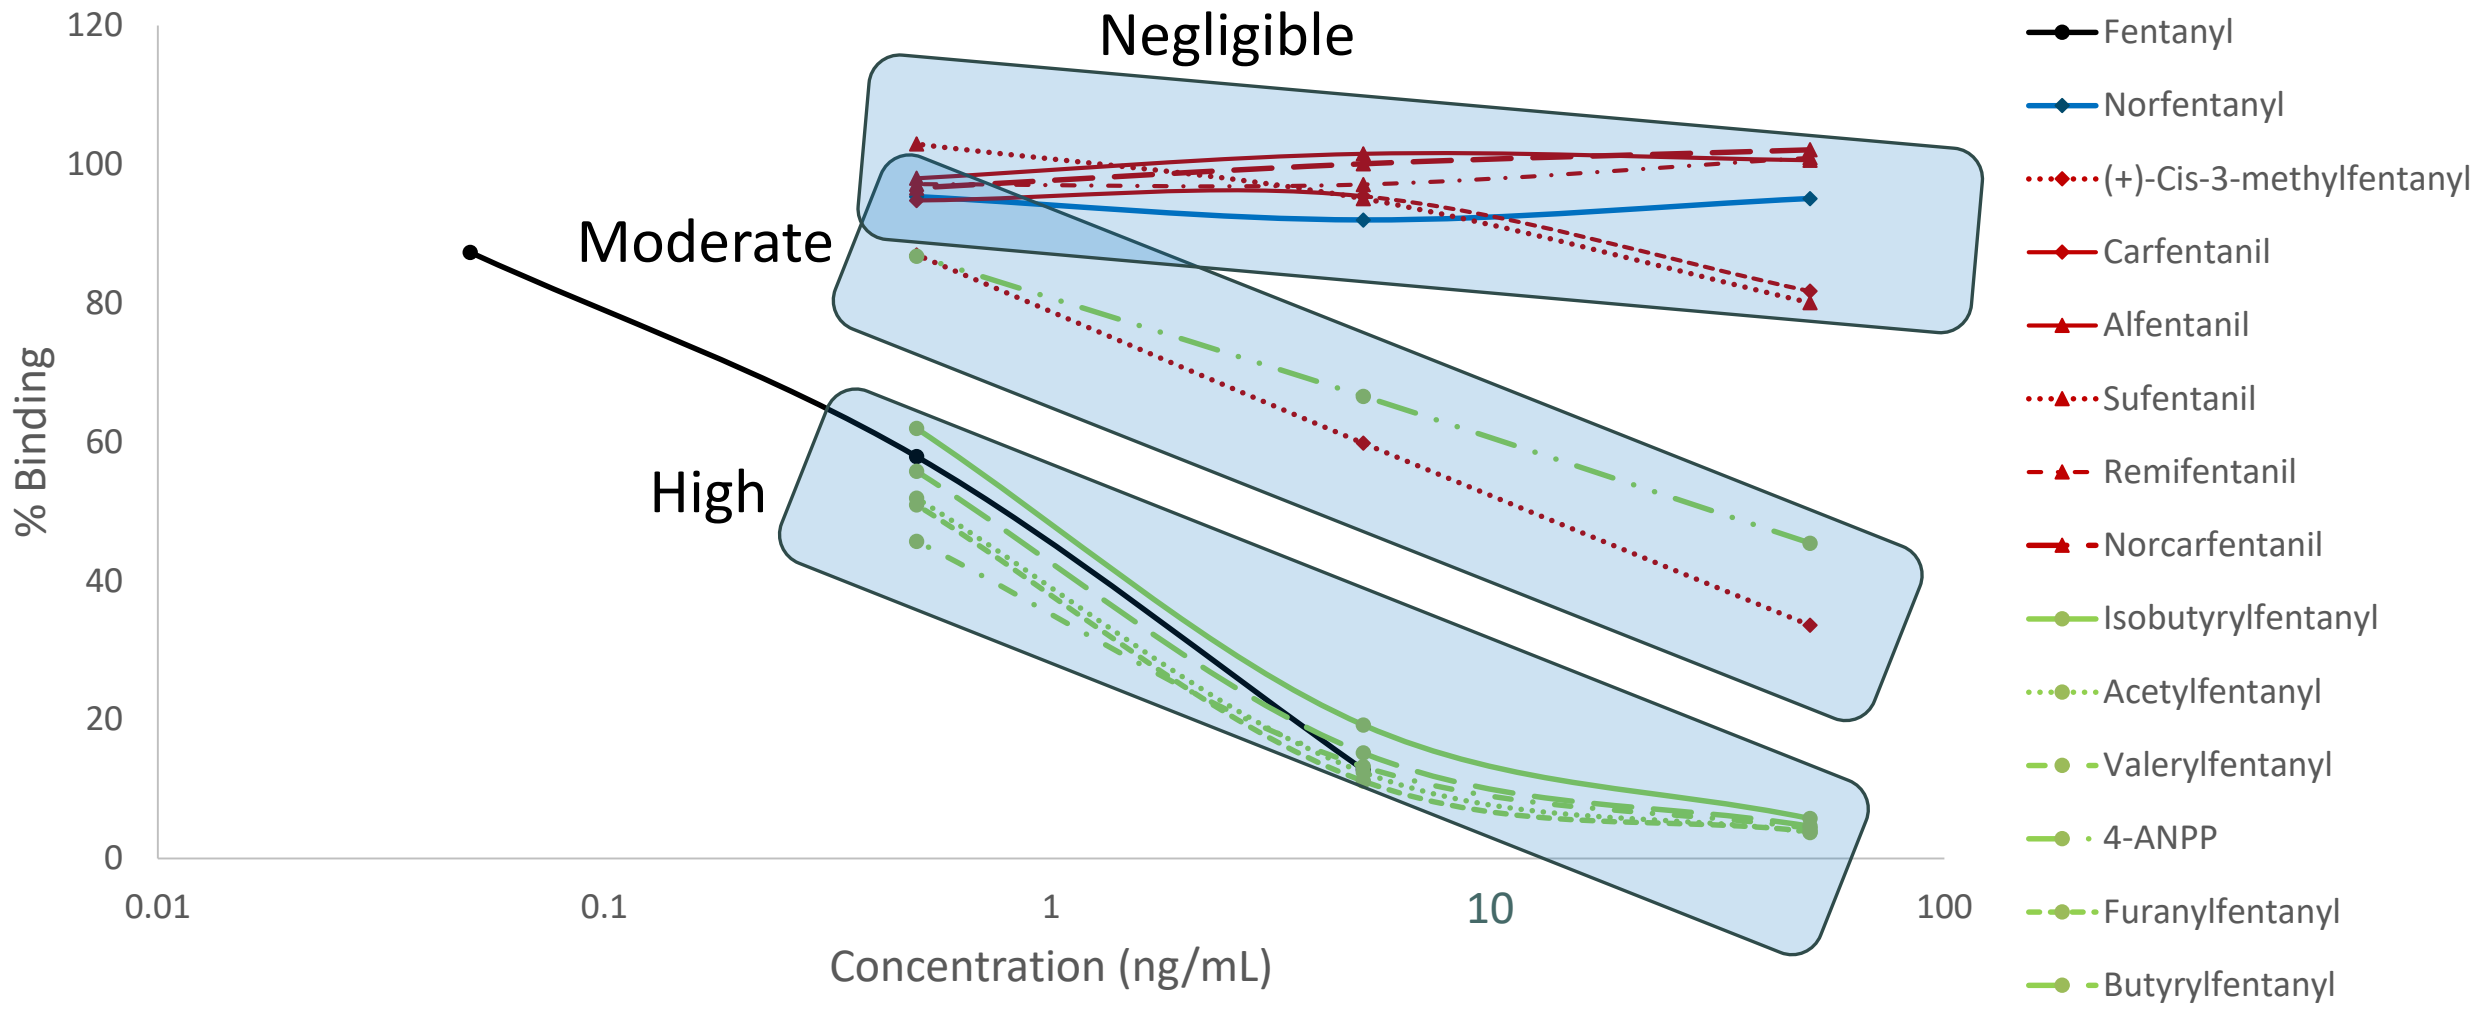 120
100
80
60
40
20
0
% Binding
Negligible
Moderate
High
0.01
0.1
1
10
100
Concentration (ng/mL)
Fentanyl
Norfentanyl
(+)-Cis-3-methylfentanyl
Carfentanil
Alfentanil
Sufentanil
Remifentanil
Norcarfentanil
Isobutyrylfentanyl
Acetylfentanyl
Valerylfentanyl
4-ANPP
Furanylfentanyl
Butyrylfentanyl